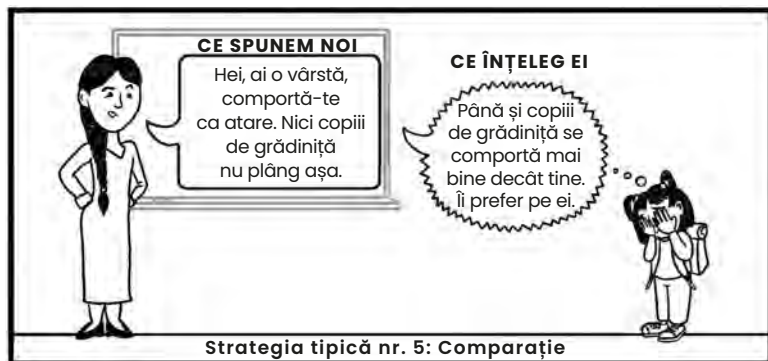 CE SPUNEM NOI
Hei, ai o vârstă,
comportă-te
ca atare. Nici copiii
de grădiniță
nu plâng așa.
CE ÎNȚELEG EI
Până și copiii
de grădiniță se
comportă mai
bine decât tine.
Îi prefer pe ei.
Strategia tipică nr. 5: Comparație